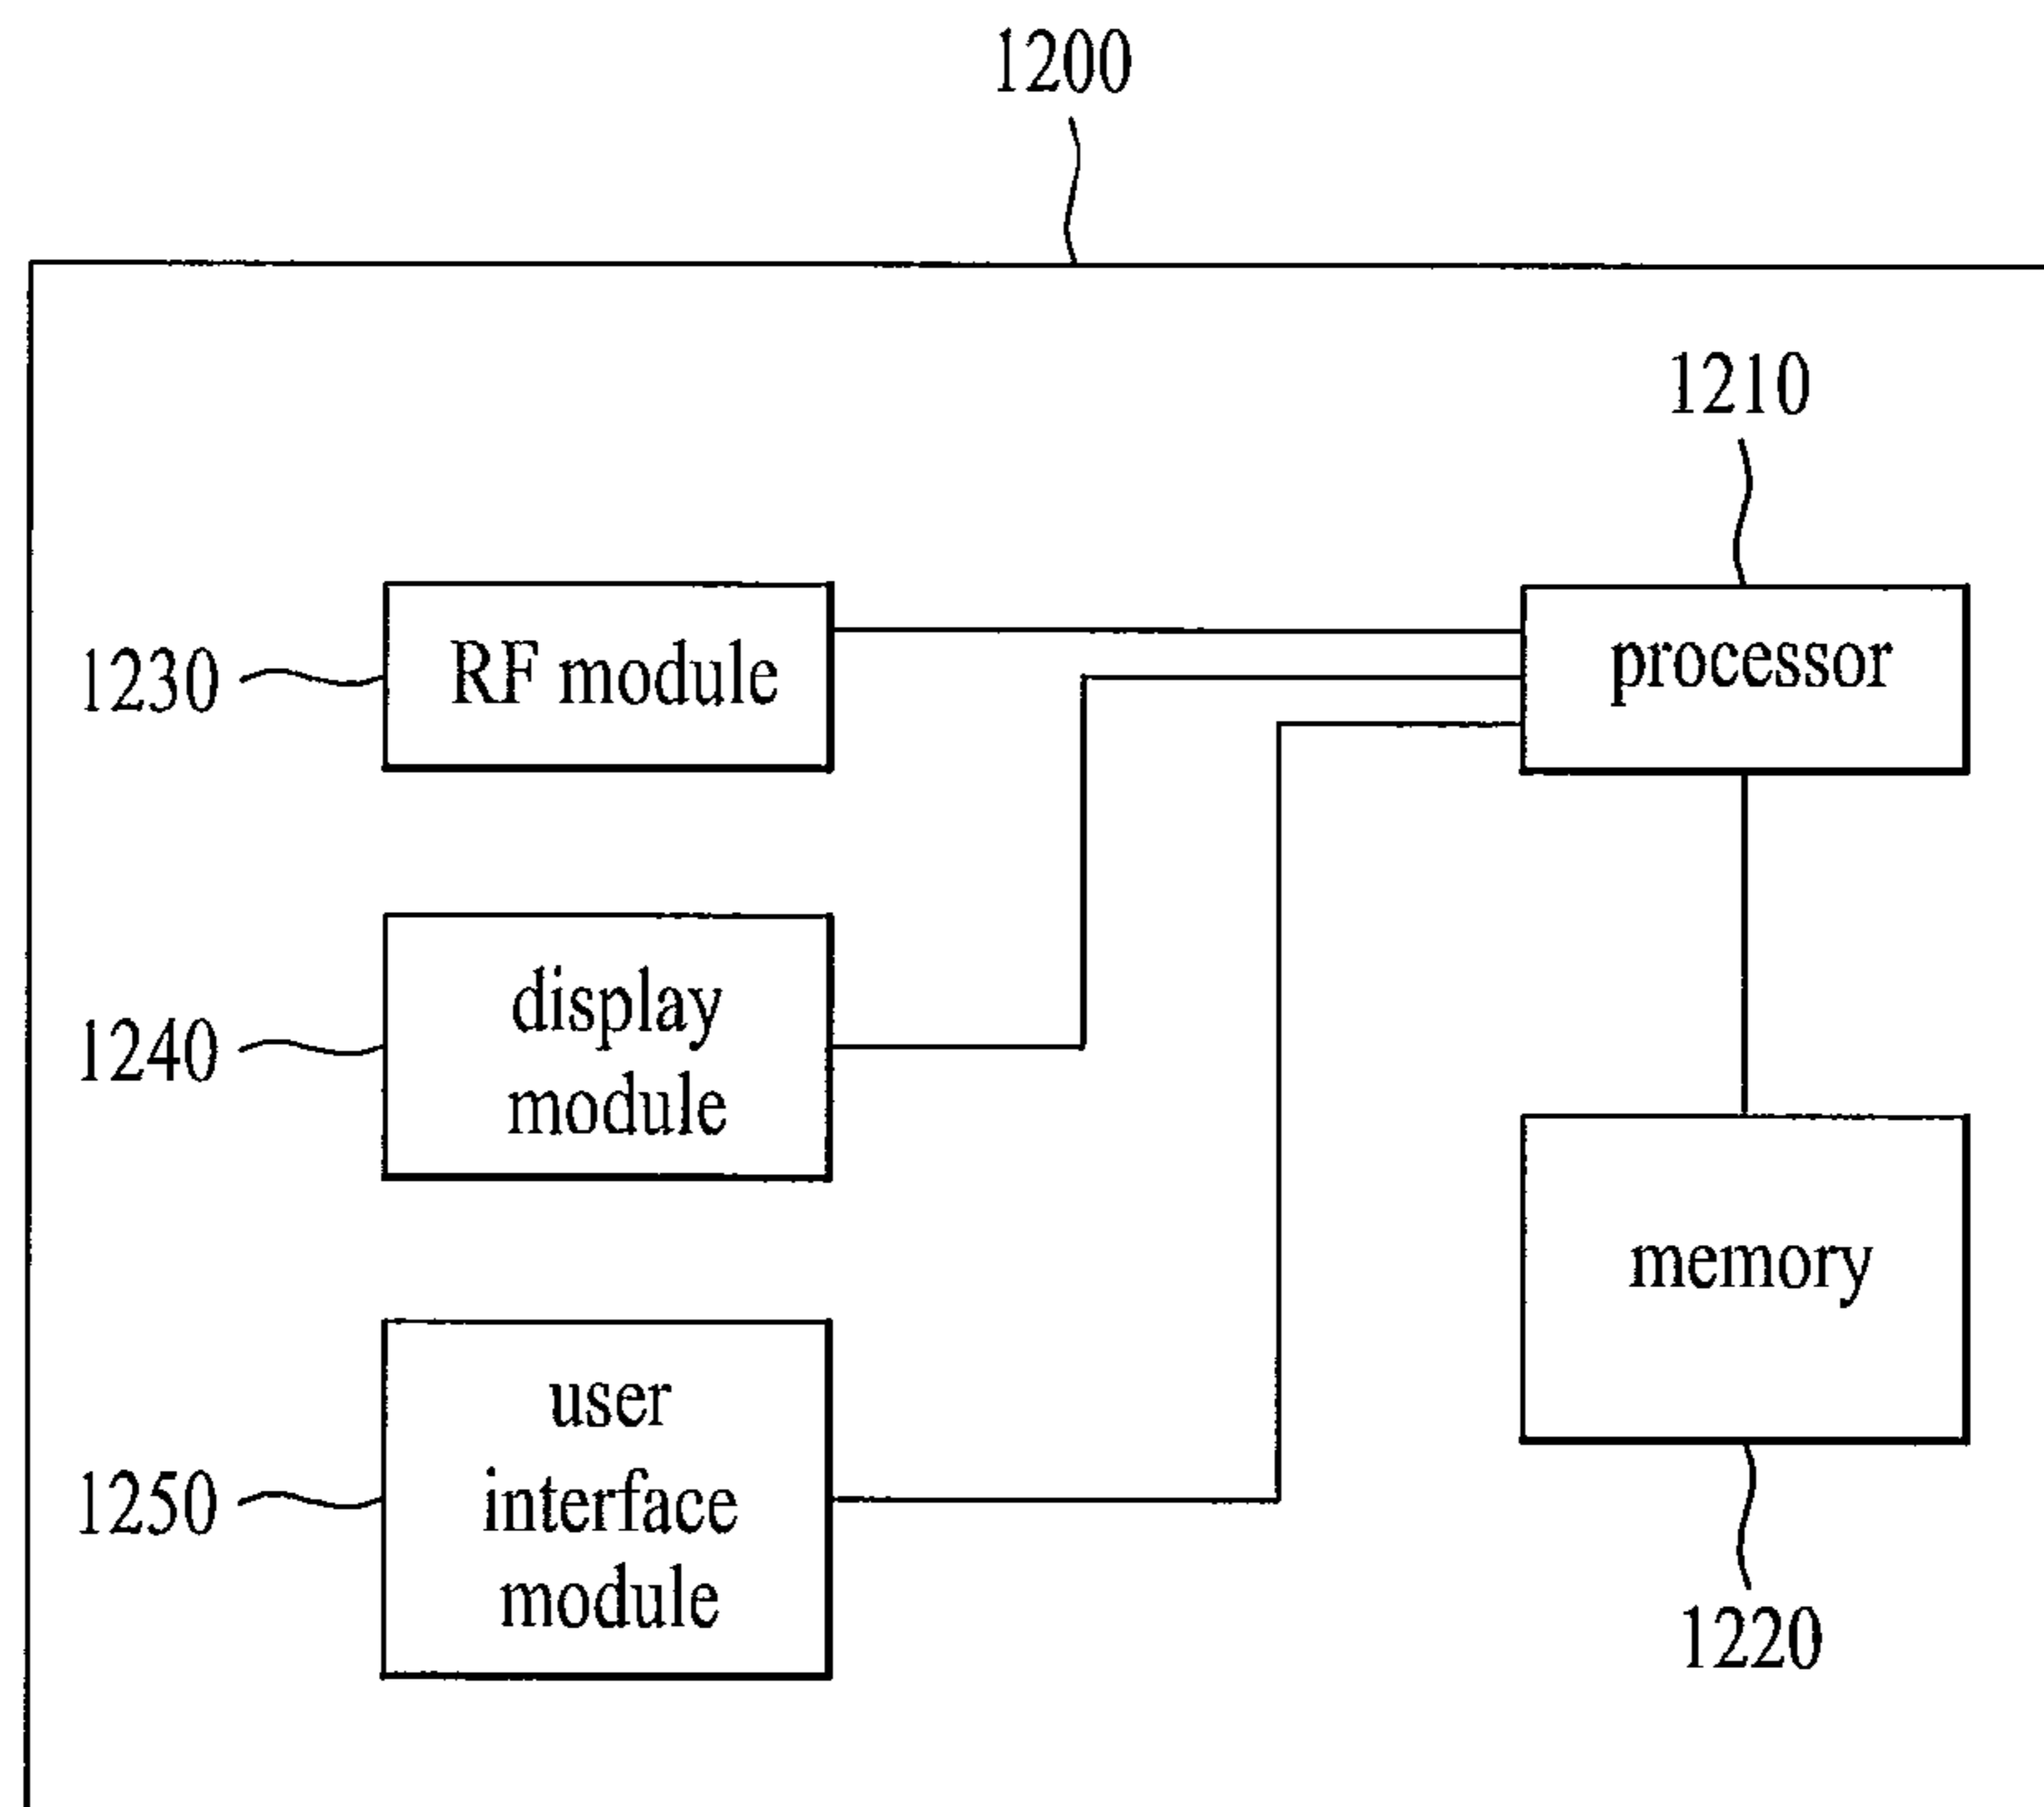 1200
1210
1230
RF module
processor
1240
display
module
memory
1250
user
interface
module
1220